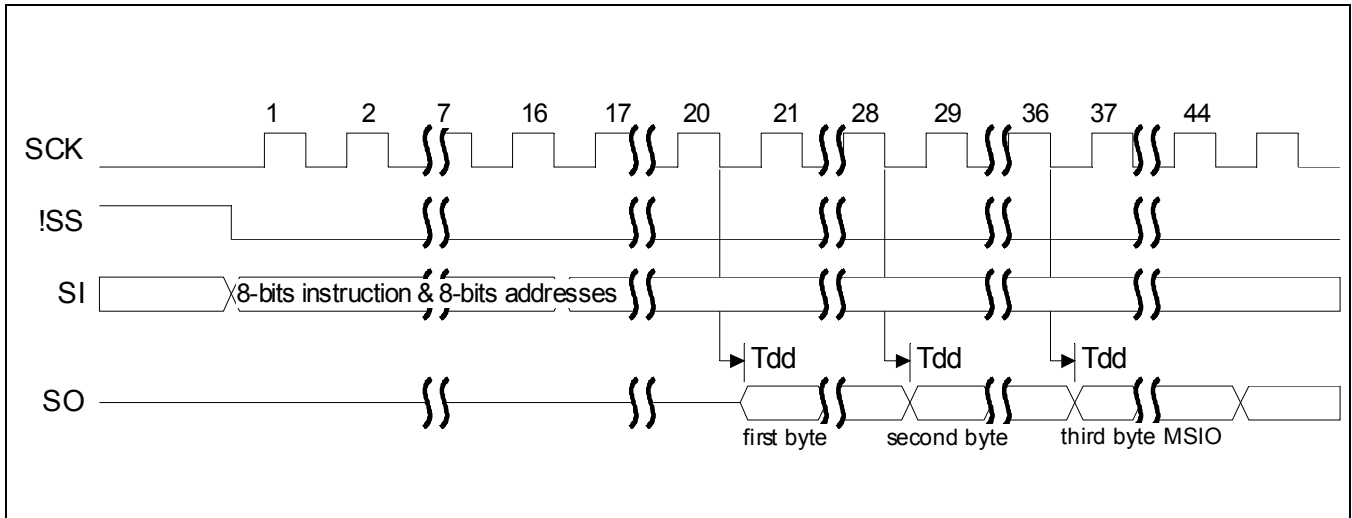 1 2 7 16 17 20 21 28 29 36 37 44
SCK
!SS
SI 8-bits instruction & 8-bits addresses
Tdd Tdd Tdd
SO
first byte second byte third byte MSIO